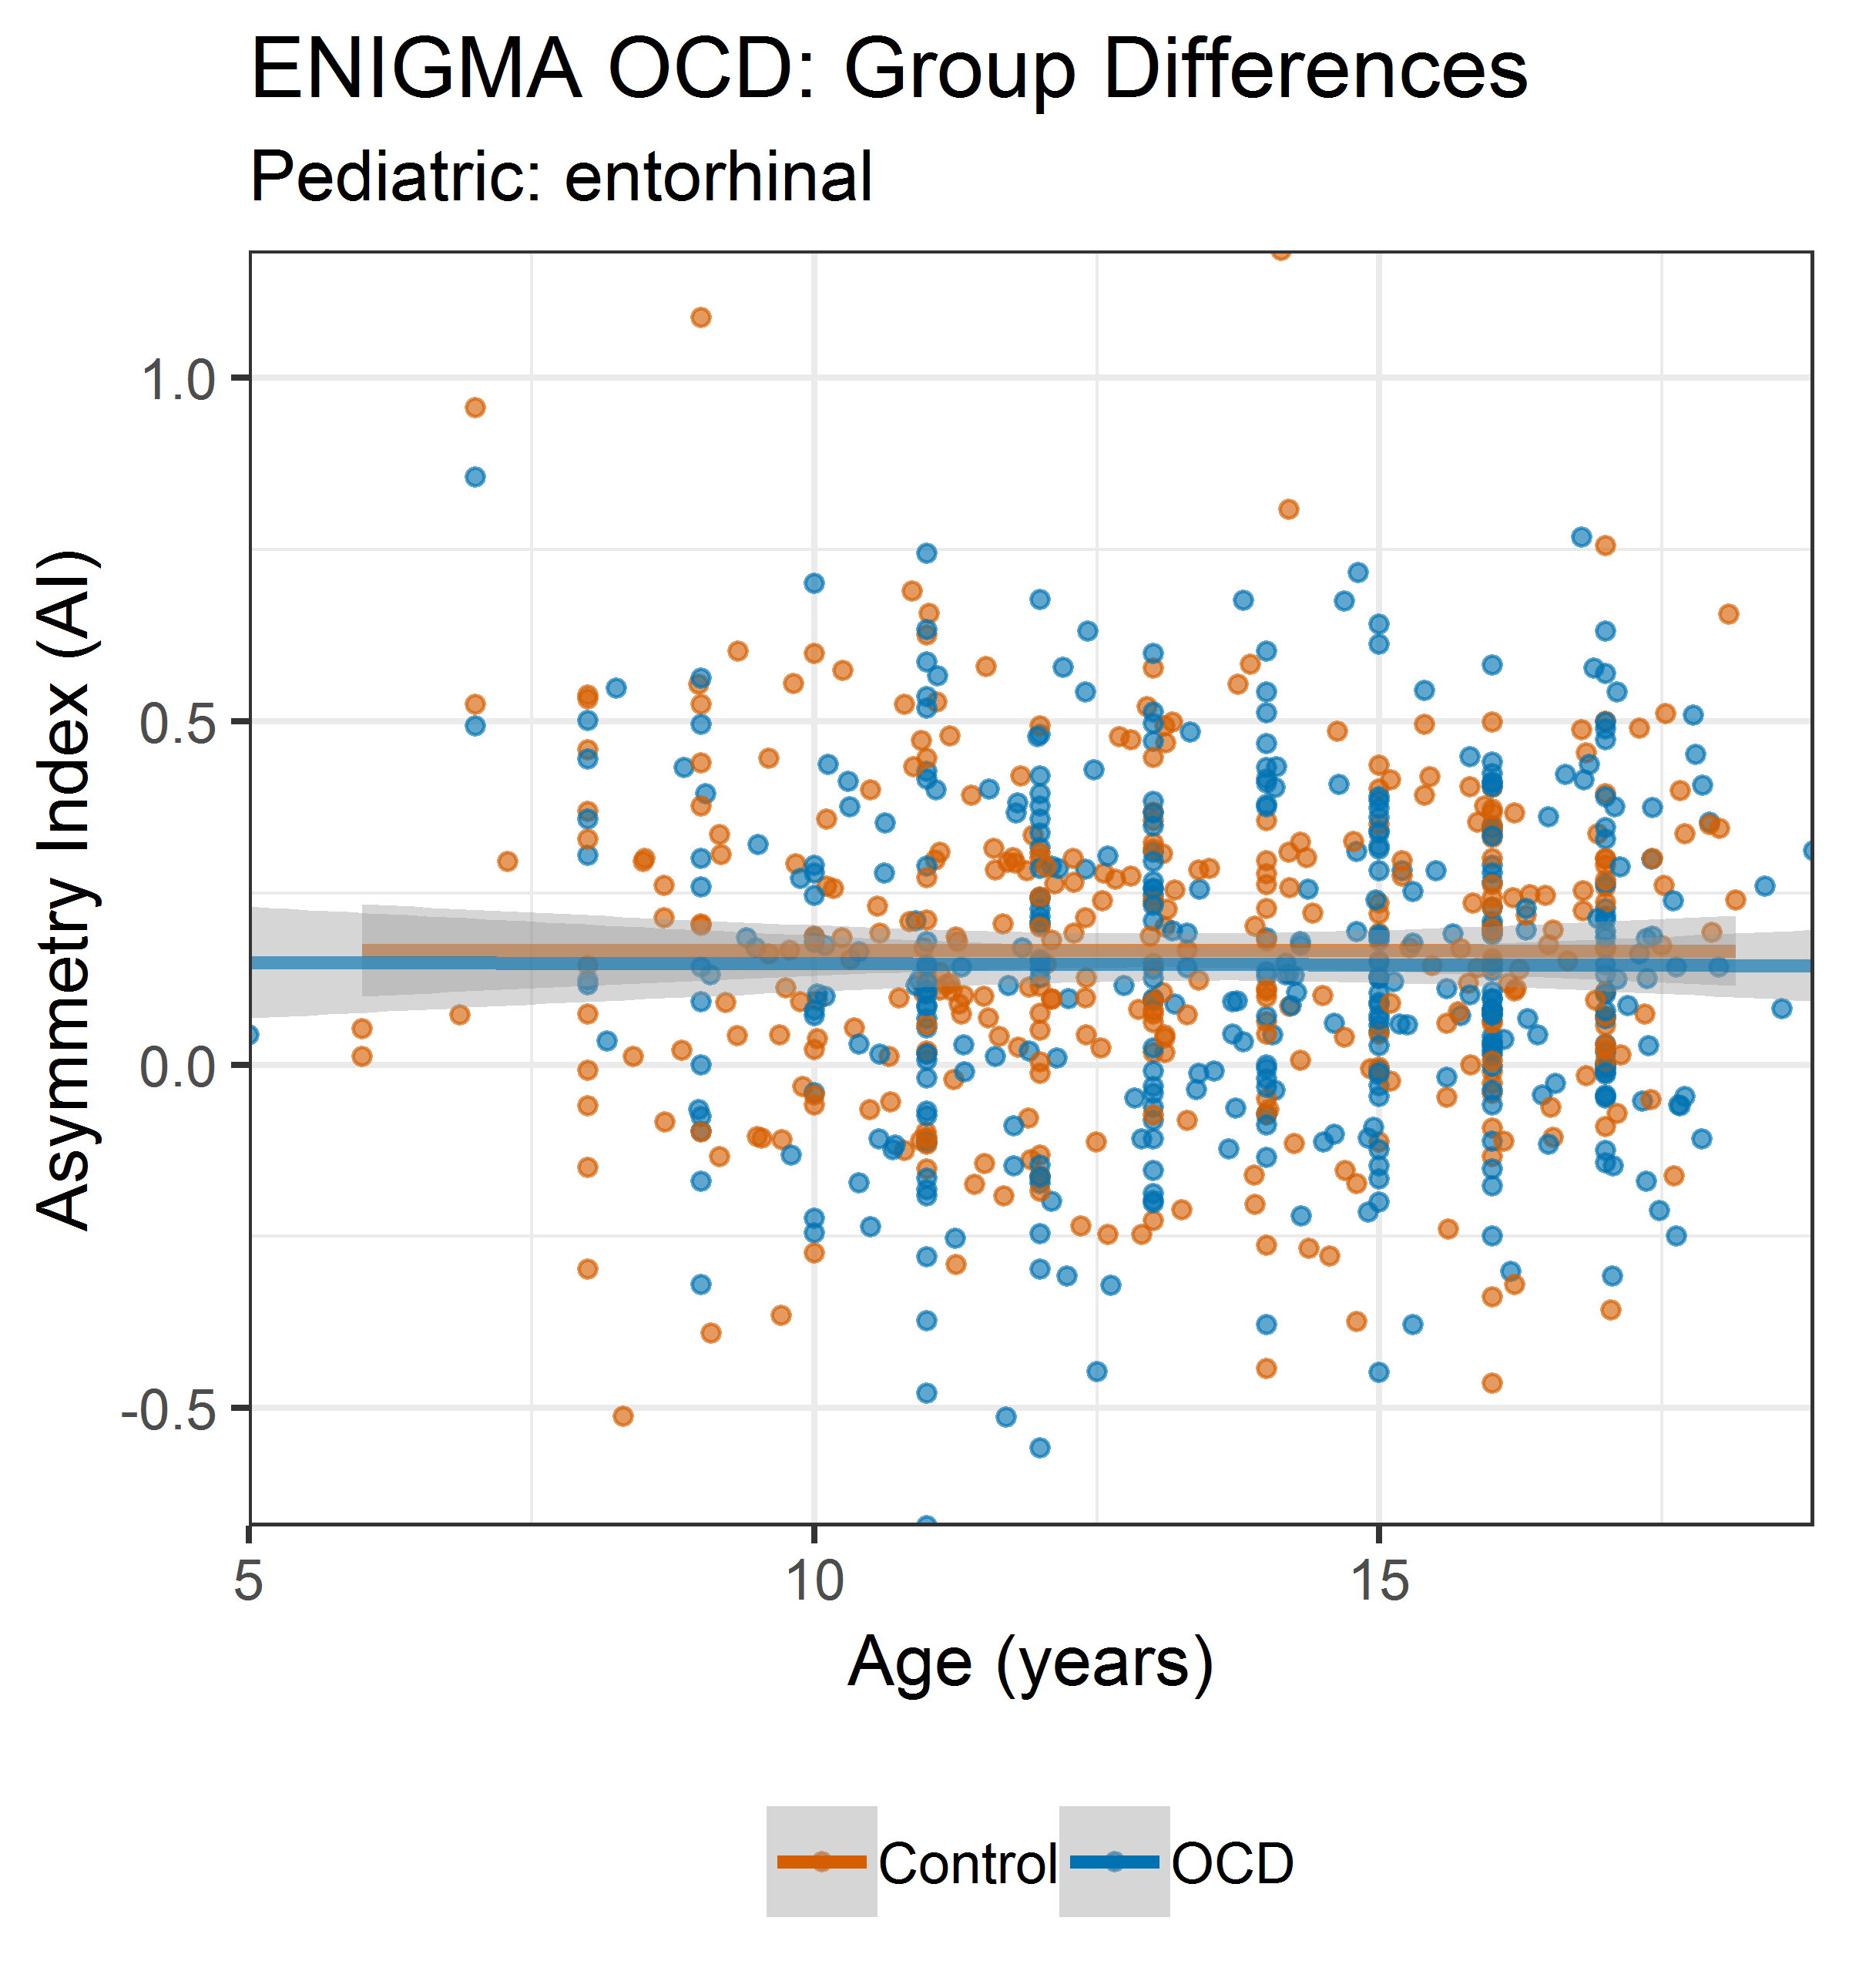 ENIGMA OCD: Group Differences
Pediatric: entorhinal
Asymmetry Index (AI)
1.0
0.5
0.0
-0.5
5
10
15
Age (years)
Control
OCD